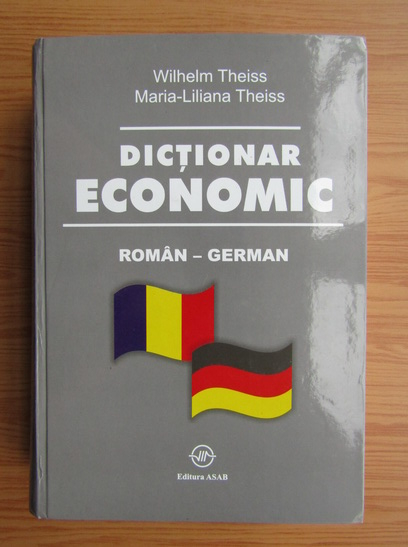 Wilhelm Theiss
Maria-Liliana Theiss
DICȚIONAR
ECONOMIC
ROMÂN – GERMAN
Editura ASAB